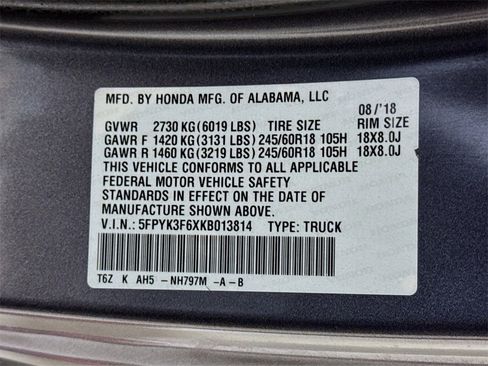 MFD. BY HONDA MFG. OF ALABAMA, LLC
08/'18
GVWR 2730 KG(6019 LBS) TIRE SIZE RIM SIZE
GAWR F 1420 KG(3131 LBS) 245/60R18 105H 18X8.0J
GAWR R 1460 KG(3219 LBS) 245/60R18 105H 18X8.0J
THIS VEHICLE CONFORMS TO ALL APPLICABLE
FEDERAL MOTOR VEHICLE SAFETY
STANDARDS IN EFFECT ON THE DATE OF
MANUFACTURE SHOWN ABOVE.
V.I.N.: 5FPYK3F6XKB013814 TYPE: TRUCK
T6Z K AH5 -NH797M -A-B